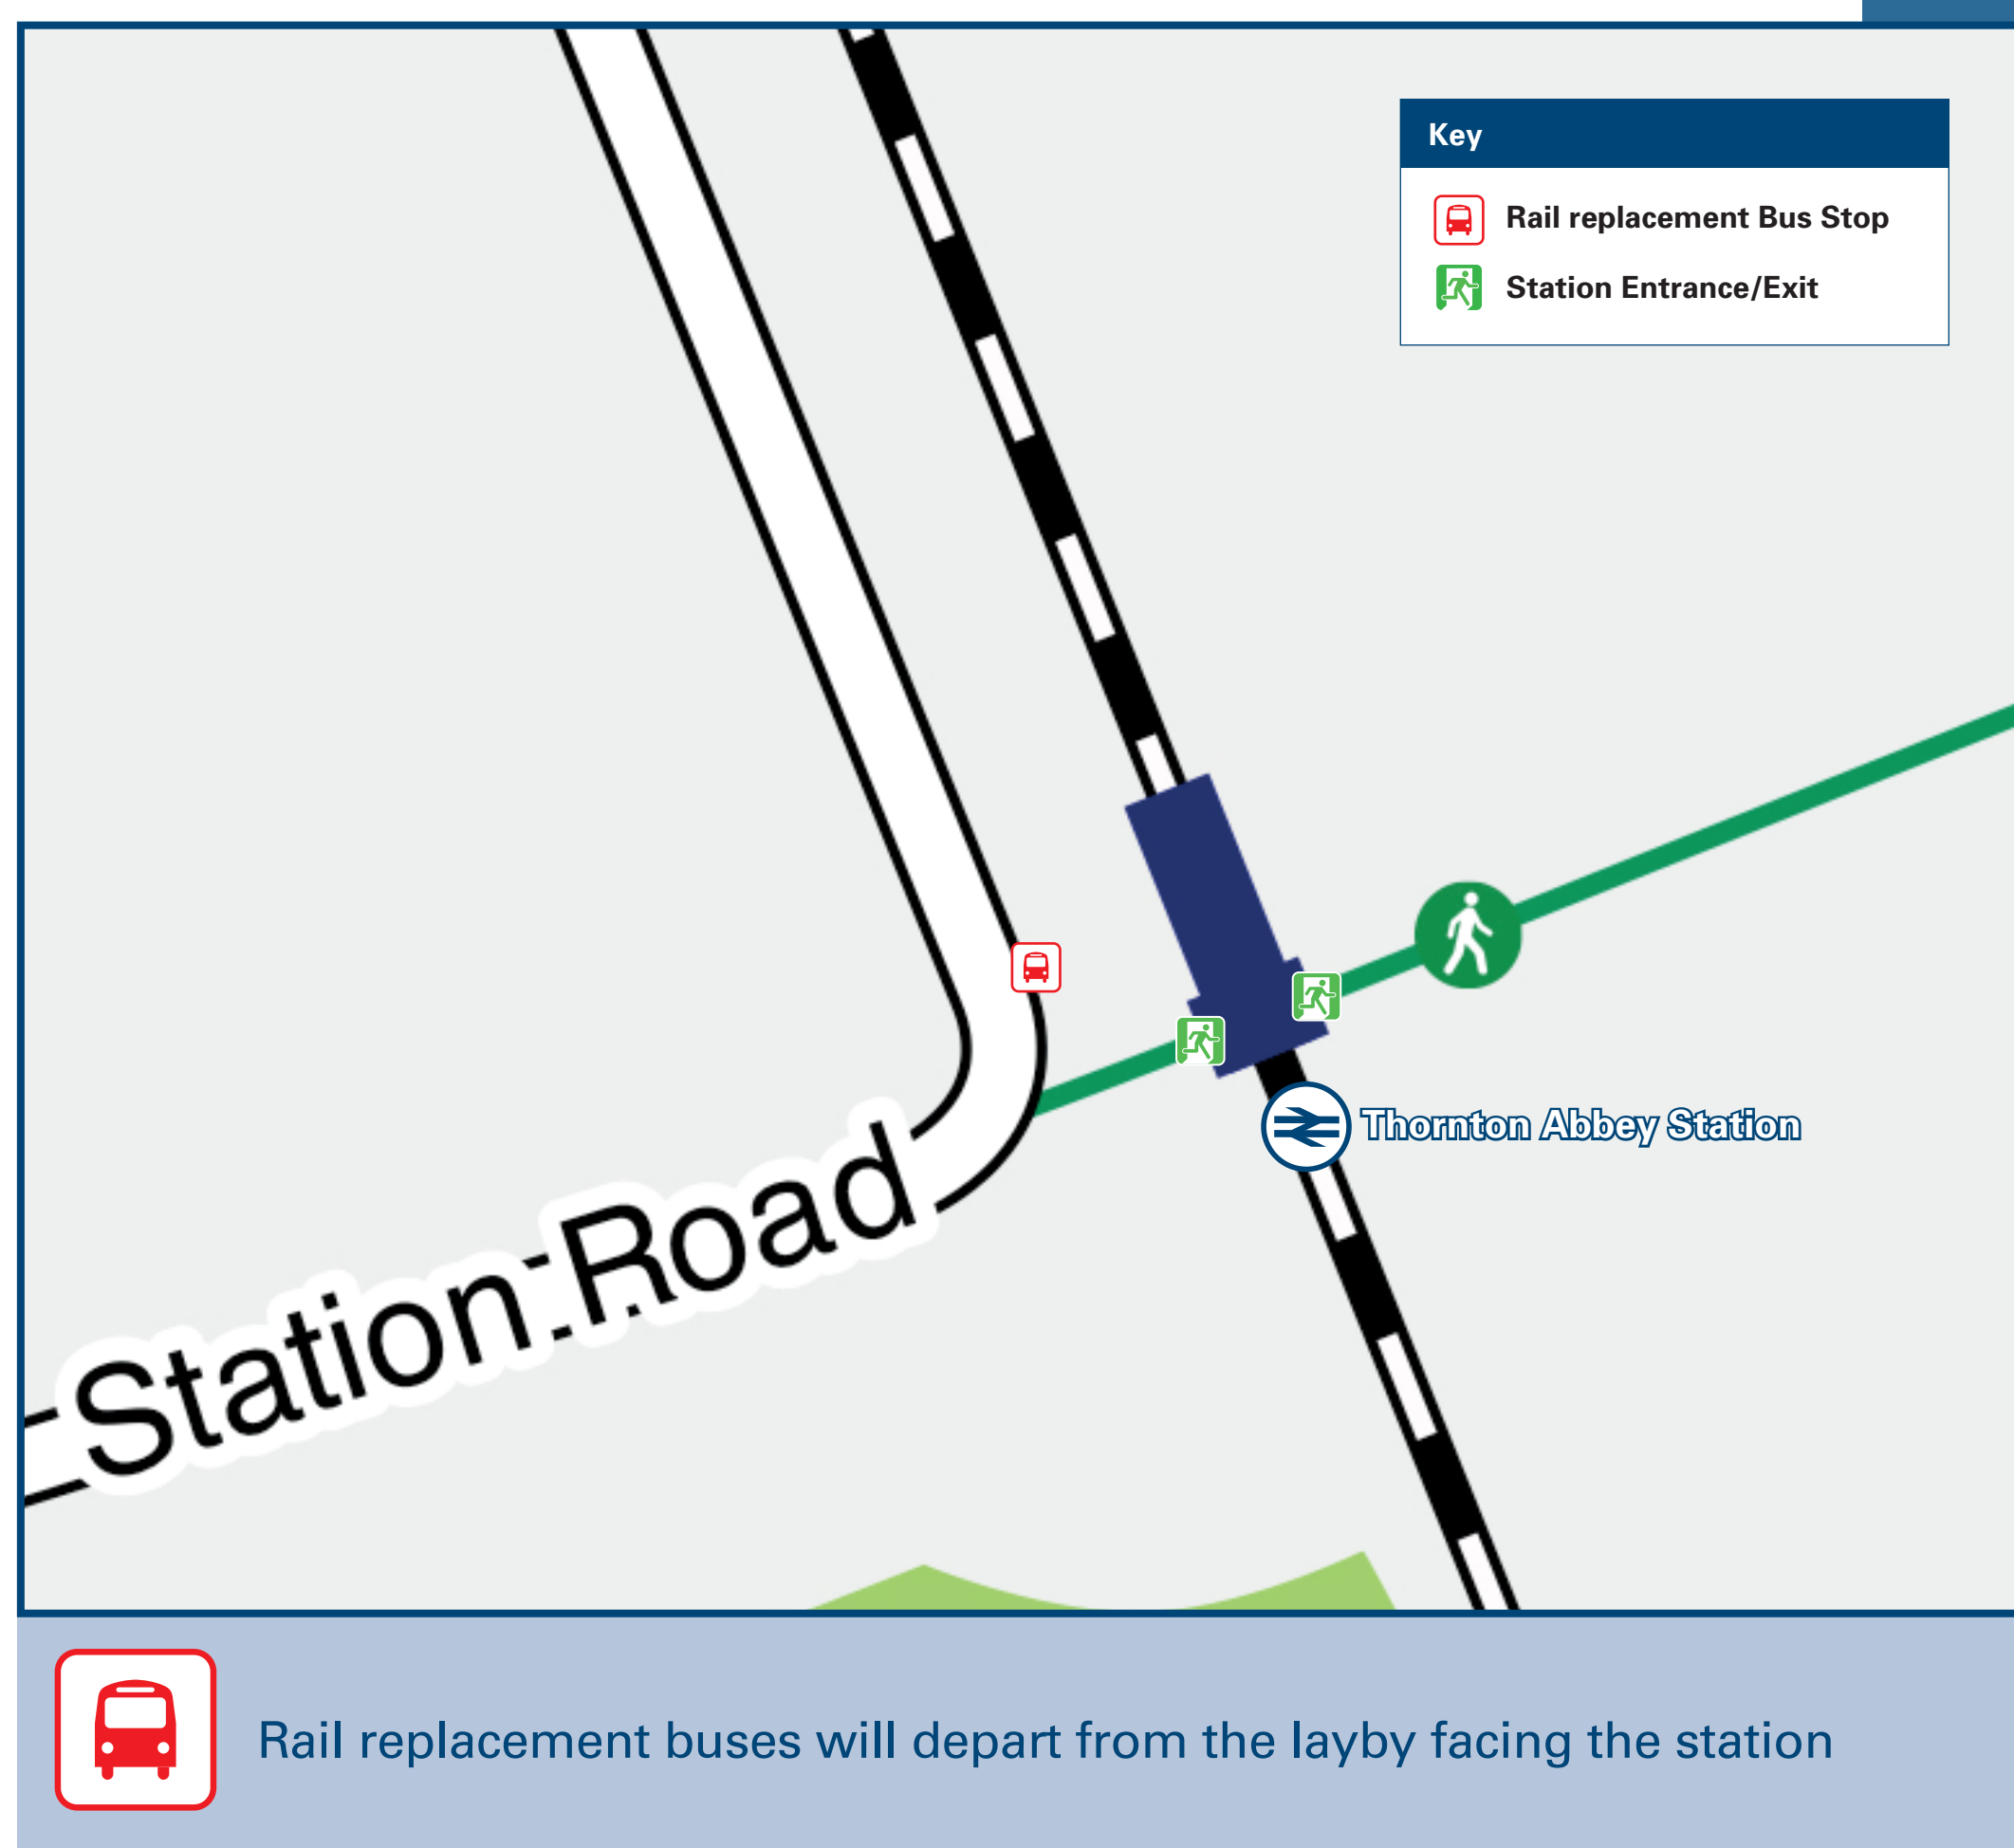 Key
Rail replacement Bus Stop
Station Entrance/Exit
Thornton Abbey Station
Station Road
Rail replacement buses will depart from the layby facing the station